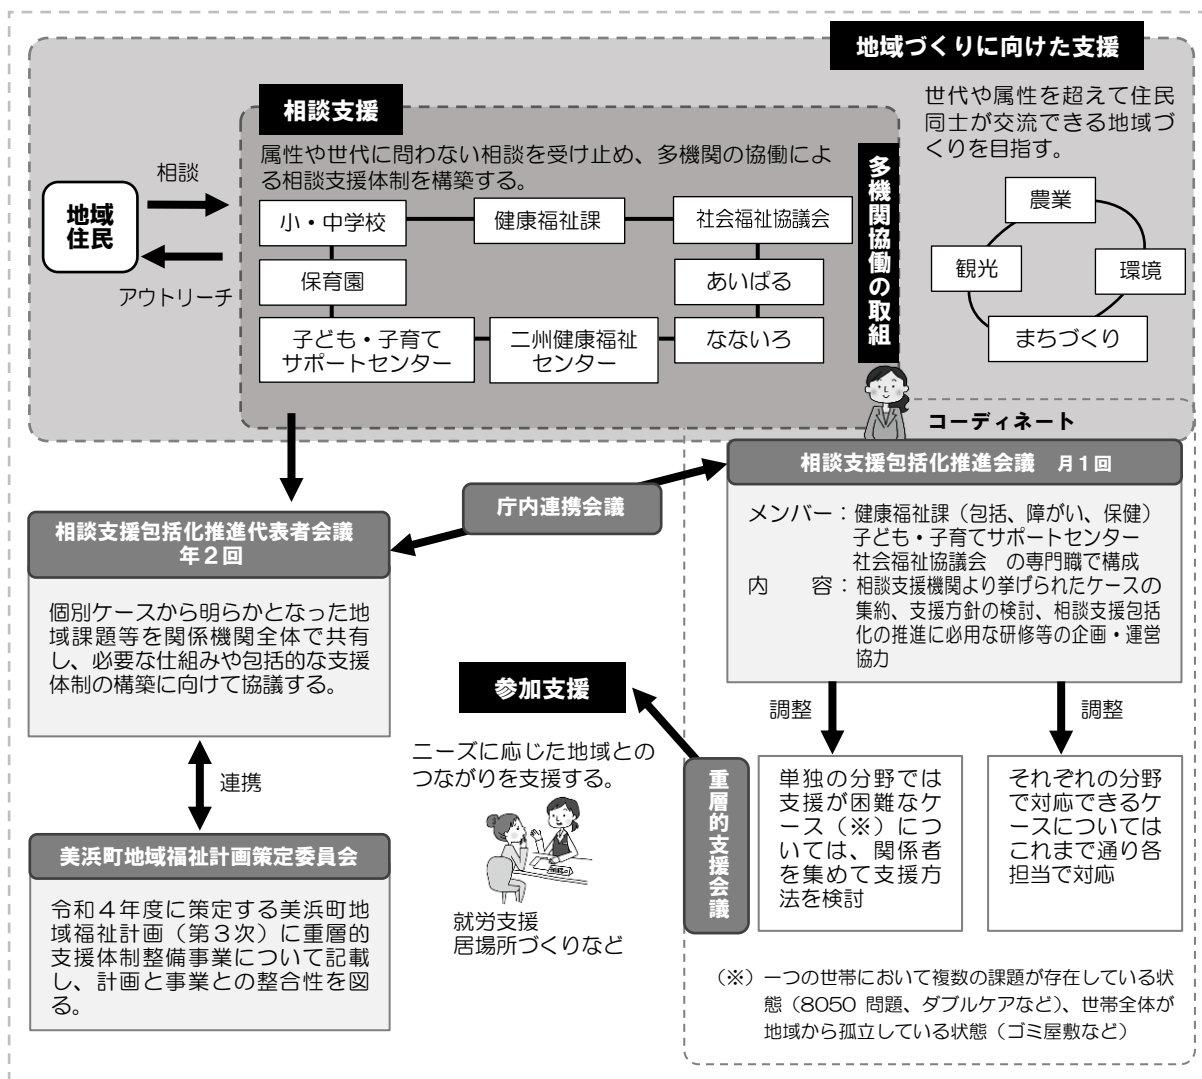 地域づくりに向けた支援
世代や属性を超えて住民
同士が交流できる地域づ
くりを目指す。
農業
観光
環境
まちづくり
相談支援
属性や世代に問わない相談を受け止め、多機関の協働によ
る相談支援体制を構築する。
多機関協働の取組
相談
地域
住民
アウトリーチ
小・中学校
健康福祉課
社会福祉協議会
保育園
あいぱる
子ども・子育て
サポートセンター
二州健康福祉
センター
なないろ
コーディネート
相談支援包括化推進会議 月1回
メンバー：健康福祉課（包括、障がい、保健）
子ども・子育てサポートセンター
社会福祉協議会 の専門職で構成
内 容：相談支援機関より挙げられたケースの
集約、支援方針の検討、相談支援包括
化の推進に必用な研修等の企画・運営
協力
庁内連携会議
相談支援包括化推進代表者会議
年2回
個別ケースから明らかとなった地
域課題等を関係機関全体で共有
し、必要な仕組みや包括的な支援
体制の構築に向けて協議する。
連携
美浜町地域福祉計画策定委員会
令和4年度に策定する美浜町地
域福祉計画（第3次）に重層的
支援体制整備事業について記載
し、計画と事業との整合性を図
る。
参加支援
ニーズに応じた地域との
つながりを支援する。
就労支援
居場所づくりなど
重層的支援会議
調整
調整
単独の分野では
支援が困難なケ
ース（※）につ
いては、関係者
を集めて支援方
法を検討
それぞれの分野
で対応できるケ
ースについては
これまで通り各
担当で対応
（※）一つの世帯において複数の課題が存在している状
態（8050 問題、ダブルケアなど）、世帯全体が
地域から孤立している状態（ゴミ屋敷など）